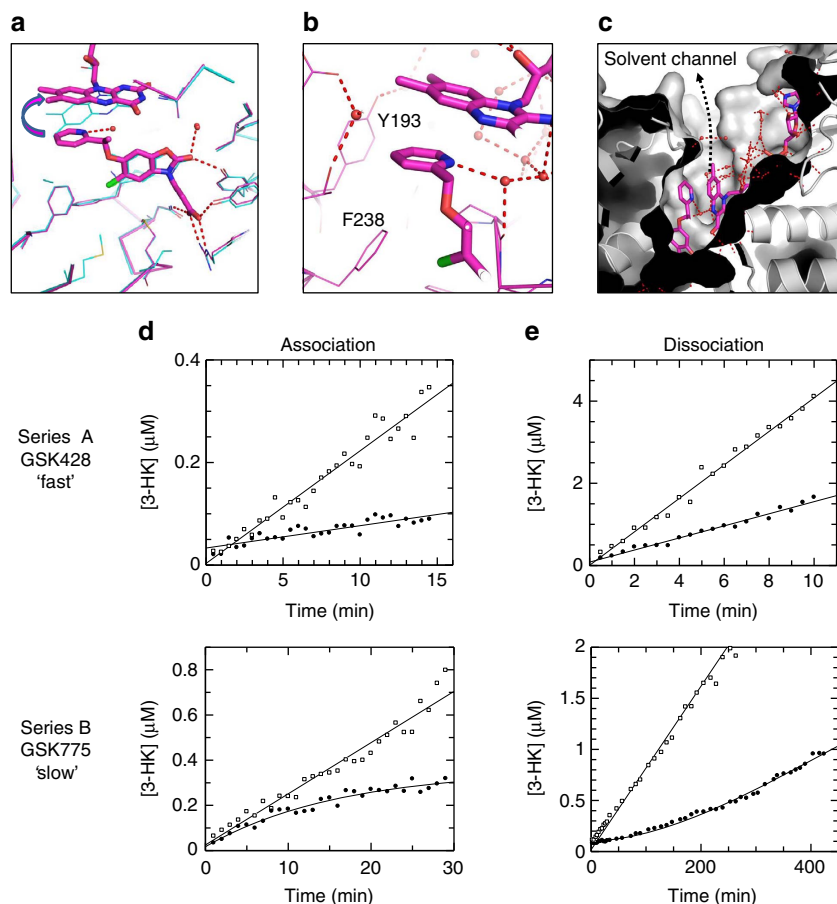 a
b
c
Solvent channel
Y193
F238
d
e
Association
Dissociation
Series A
GSK428
‘fast’
[3-HK] (μM)
0.4
0.2
0
0
5
10
15
Time (min)
[3-HK] (μM)
4
2
0
0
2
4
6
8
10
Time (min)
Series B
GSK775
‘slow’
[3-HK] (μM)
0.8
0.6
0.4
0.2
0
0
10
20
30
Time (min)
[3-HK] (μM)
2
1.5
1
0.5
0
0
200
400
Time (min)